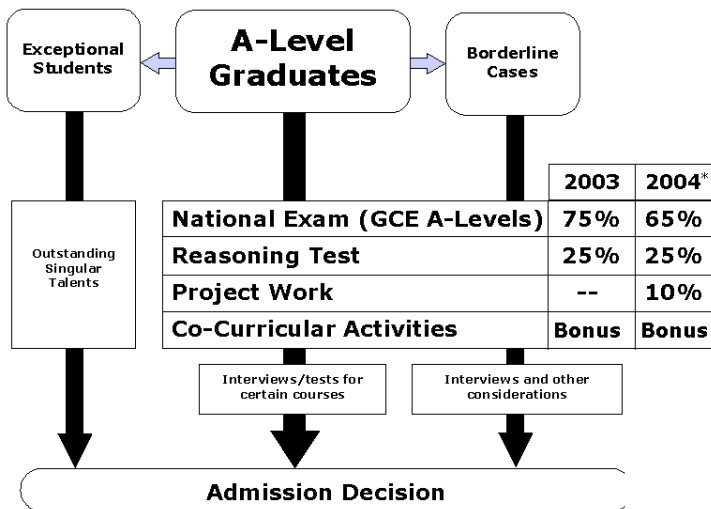 Exceptional
Students
A-Level
Graduates
Borderline
Cases
2003 2004*
National Exam (GCE A-Levels) 75% 65%
Reasoning Test 25% 25%
Project Work -- 10%
Co-Curricular Activities Bonus Bonus
Outstanding
Singular
Talents
Interviews/tests for
certain courses
Interviews and other
considerations
Admission Decision